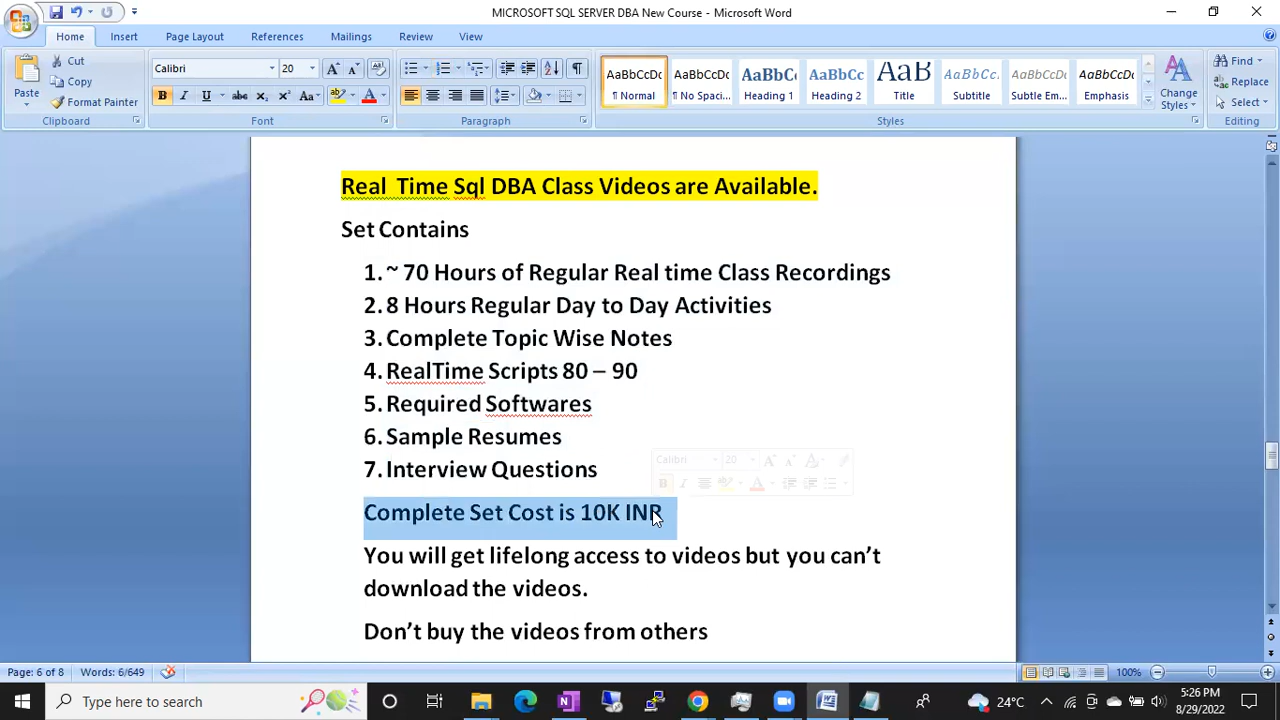 MICROSOFT SQL SERVER DBA New Course - Microsoft Word
Home Insert Page Layout References Mailings Review View
Paste
Cut
Copy
Format Painter
Clipboard
Calibri 20
Font
Paragraph
AaBbCcDc AaBbCcDc AaBbCc AaBbCc AaB AaBbCc. AaBbCcDc AaBbCcDc
¶ Normal ¶ No Spaci... Heading 1 Heading 2 Title Subtitle Subtle Em... Emphasis
Change Styles
Styles
Find
Replace
Select
Editing
Real Time Sql DBA Class Videos are Available.
Set Contains
1. ~ 70 Hours of Regular Real time Class Recordings
2. 8 Hours Regular Day to Day Activities
3. Complete Topic Wise Notes
4. RealTime Scripts 80 – 90
5. Required Softwares
6. Sample Resumes
7. Interview Questions
Calibri 20
Complete Set Cost is 10K INR
You will get lifelong access to videos but you can’t
download the videos.
Don’t buy the videos from others
Page: 6 of 8 Words: 6/649 100%
Type here to search
24°C
5:26 PM
8/29/2022